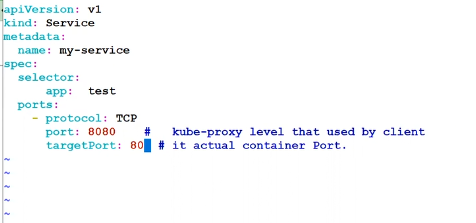 apiVersion: v1
kind: Service
metadata:
  name: my-service
spec:
  selector:
      app:  test
  ports:
    - protocol: TCP
      port: 8080    #   kube-proxy level that used by client
      targetPort: 80  # it actual container Port.
~
~
~
~
~